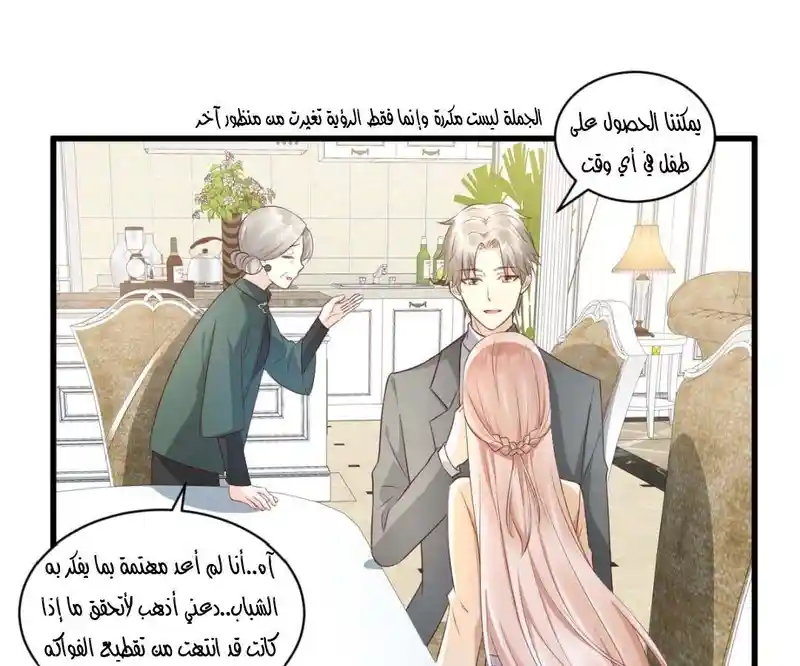 الجملة ليست مكررة وإنما فقط الرؤية تغيرت من منظور آخر
يمكننا الحصول على
طفل في أي وقت
آه..أنا لم أعد مهتمة بما يفكر به
الشباب..دعني أذهب لأتحقق ما إذا
كانت قد انتهت من تقطيع الفواكه